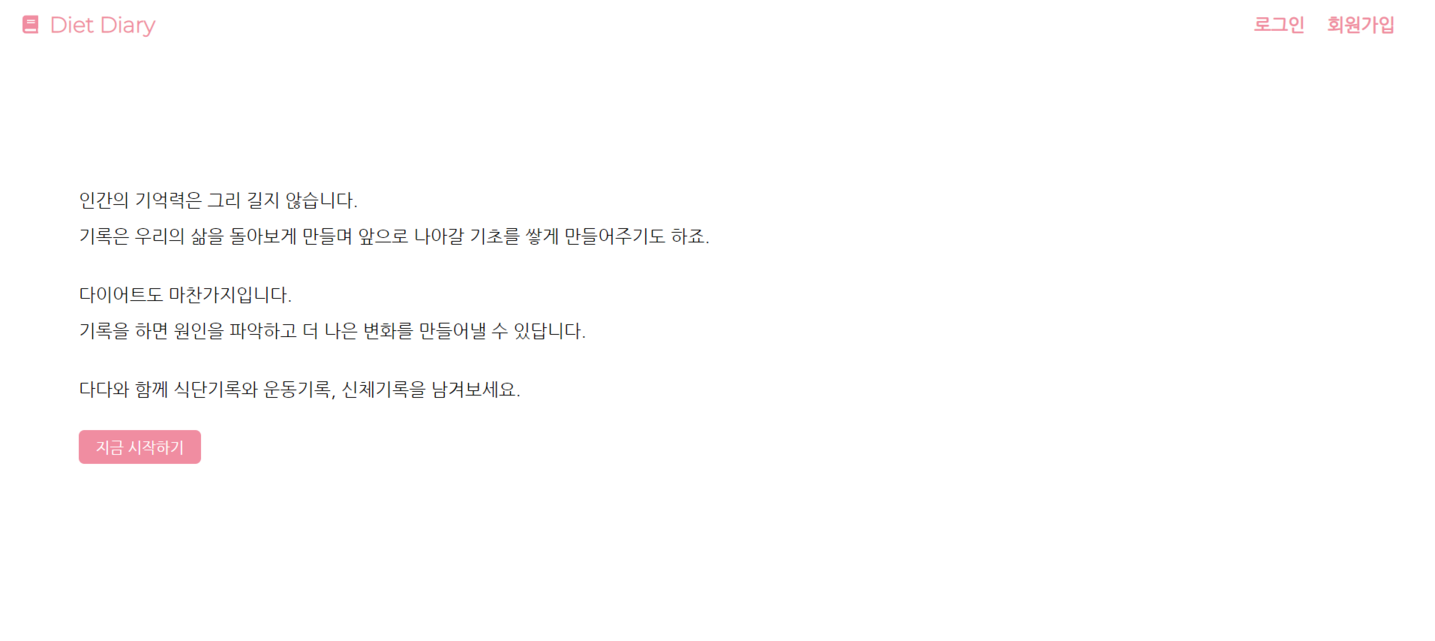 Diet Diary
로그인 회원가입
인간의 기억력은 그리 길지 않습니다.
기록은 우리의 삶을 돌아보게 만들며 앞으로 나아갈 기초를 쌓게 만들어주기도 하죠.
다이어트도 마찬가지입니다.
기록을 하면 원인을 파악하고 더 나은 변화를 만들어낼 수 있답니다.
다다와 함께 식단기록와 운동기록, 신체기록을 남겨보세요.
지금 시작하기